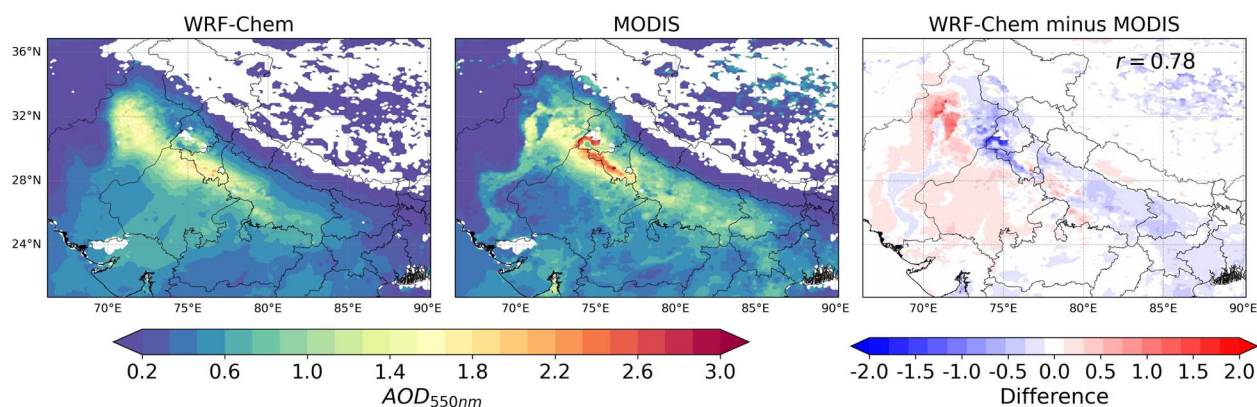 WRF-Chem
MODIS
WRF-Chem minus MODIS
36°N
32°N
28°N
24°N
r = 0.78
70°E 75°E 80°E 85°E 90°E
70°E 75°E 80°E 85°E 90°E
70°E 75°E 80°E 85°E 90°E
0.2 0.6 1.0 1.4 1.8 2.2 2.6 3.0
AOD550nm
-2.0 -1.5 -1.0 -0.5 0.0 0.5 1.0 1.5 2.0
Difference